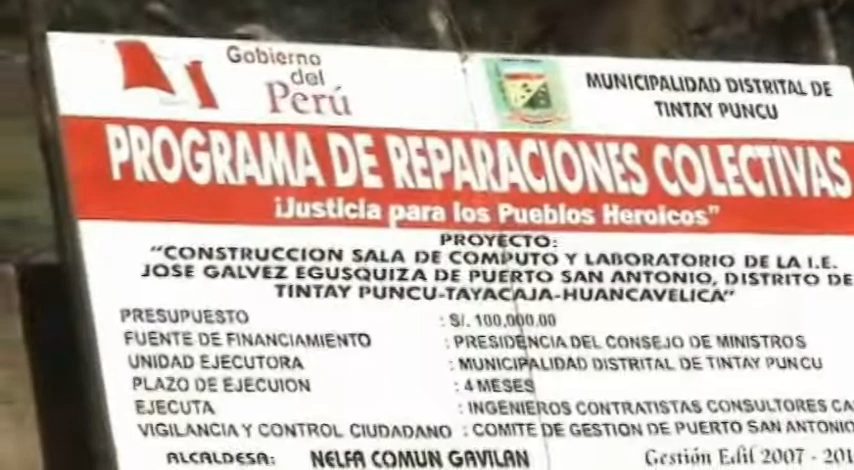 Gobierno
del
Perú
MUNICIPALIDAD DISTRITAL DE
TINTAY PUNCU
PROGRAMA DE REPARACIONES COLECTIVAS
¡Justicia para los Pueblos Heroicos"
PROYECTO:
"CONSTRUCCION SALA DE COMPUTO Y LABORATORIO DE LA I.E.
JOSE GALVEZ EGUSQUIZA DE PUERTO SAN ANTONIO, DISTRITO DE
TINTAY PUNCU-TAYACAJA-HUANCAVELICA"
PRESUPUESTO : S/. 100,000.00
FUENTE DE FINANCIAMIENTO : PRESIDENCIA DEL CONSEJO DE MINISTROS
UNIDAD EJECUTORA : MUNICIPALIDAD DISTRITAL DE TINTAY PUNCU
PLAZO DE EJECUION : 4 MESES
EJECUTA : INGENIEROS CONTRATISTAS CONSULTORES CA
VIGILANCIA Y CONTROL CIUDADANO : COMITE DE GESTION DE PUERTO SAN ANTONIO
ALCALDESA: NELFA COMUN GAVILAN Gestión Edil 2007 - 201